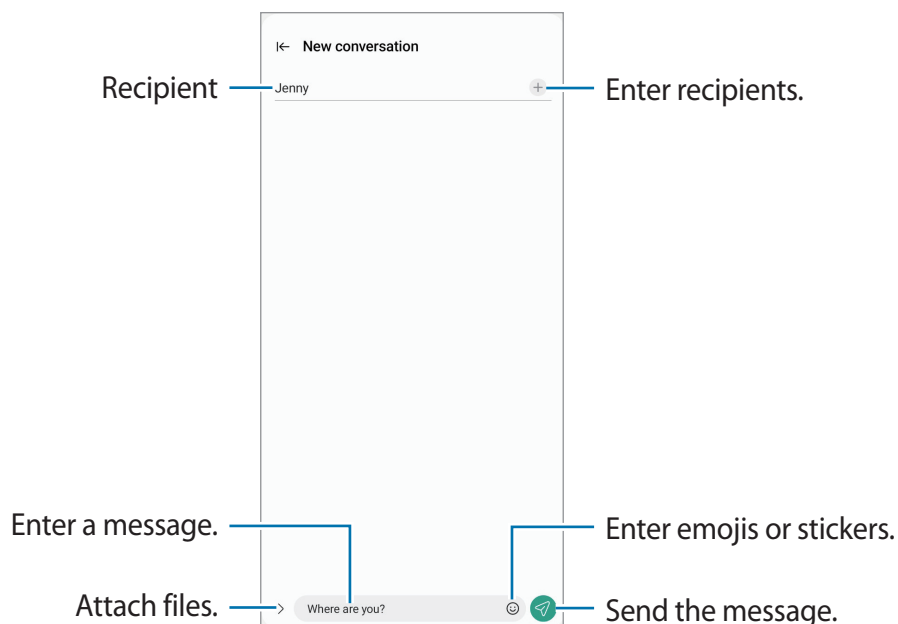 New conversation
Recipient
Jenny
Enter recipients.
Enter a message.
Enter emojis or stickers.
Attach files.
Where are you?
Send the message.